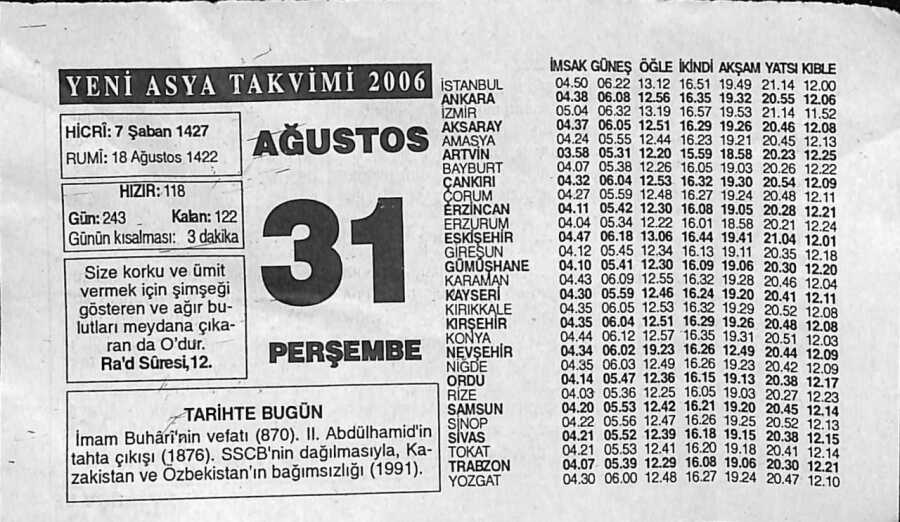 YENİ ASYA TAKVİMİ 2006
HİCRÎ: 7 Şaban 1427
RUMİ: 18 Ağustos 1422
HIZIR: 118
Gün: 243 Kalan: 122
Günün kısalması: 3 dakika
Size korku ve ümit
vermek için şimşeği
gösteren ve ağır bu-
lutları meydana çıka-
ran da O'dur.
Ra'd Sûresi,12.
AĞUSTOS
31
PERŞEMBE
TARİHTE BUGÜN
İmam Buhârî'nin vefatı (870). II. Abdülhamid'in
tahta çıkışı (1876). SSCB'nin dağılmasıyla, Ka-
zakistan ve Özbekistan'ın bağımsızlığı (1991).
İMSAK GÜNEŞ ÖĞLE İKİNDİ AKŞAM YATSI KIBLE
İSTANBUL 04.50 06.22 13.12 16.51 19.49 21.14 12.00
ANKARA 04.38 06.08 12.56 16.35 19.32 20.55 12.06
İZMİR 05.04 06.32 13.19 16.57 19.53 21.14 11.52
AKSARAY 04.37 06.05 12.51 16.29 19.26 20.46 12.08
AMASYA 04.24 05.55 12.44 16.23 19.21 20.45 12.13
ARTVİN 03.58 05.31 12.20 15.59 18.58 20.23 12.25
BAYBURT 04.07 05.38 12.26 16.05 19.03 20.26 12.22
ÇANKIRI 04.32 06.04 12.53 16.32 19.30 20.54 12.09
ÇORUM 04.27 05.59 12.48 16.27 19.24 20.48 12.11
ERZİNCAN 04.11 05.42 12.30 16.08 19.05 20.28 12.21
ERZURUM 04.04 05.34 12.22 16.01 18.58 20.21 12.24
ESKİŞEHİR 04.47 06.18 13.06 16.44 19.41 21.04 12.01
GİRESUN 04.12 05.45 12.34 16.13 19.11 20.35 12.18
GÜMÜŞHANE 04.10 05.41 12.30 16.09 19.06 20.30 12.20
KARAMAN 04.43 06.09 12.55 16.32 19.28 20.46 12.04
KAYSERİ 04.30 05.59 12.46 16.24 19.20 20.41 12.11
KIRIKKALE 04.35 06.05 12.53 16.32 19.29 20.52 12.08
KIRŞEHİR 04.35 06.04 12.51 16.29 19.26 20.48 12.08
KONYA 04.44 06.12 12.57 16.35 19.31 20.51 12.03
NEVŞEHİR 04.34 06.02 19.23 16.26 12.49 20.44 12.09
NİĞDE 04.35 06.03 12.49 16.26 19.23 20.42 12.09
ORDU 04.14 05.47 12.36 16.15 19.13 20.38 12.17
RİZE 04.03 05.36 12.25 16.05 19.03 20.27 12.23
SAMSUN 04.20 05.53 12.42 16.21 19.20 20.45 12.14
SİNOP 04.22 05.56 12.47 16.26 19.25 20.52 12.13
SİVAS 04.21 05.52 12.39 16.18 19.15 20.38 12.15
TOKAT 04.21 05.53 12.41 16.20 19.18 20.41 12.14
TRABZON 04.07 05.39 12.29 16.08 19.06 20.30 12.21
YOZGAT 04.30 06.00 12.48 16.27 19.24 20.47 12.10